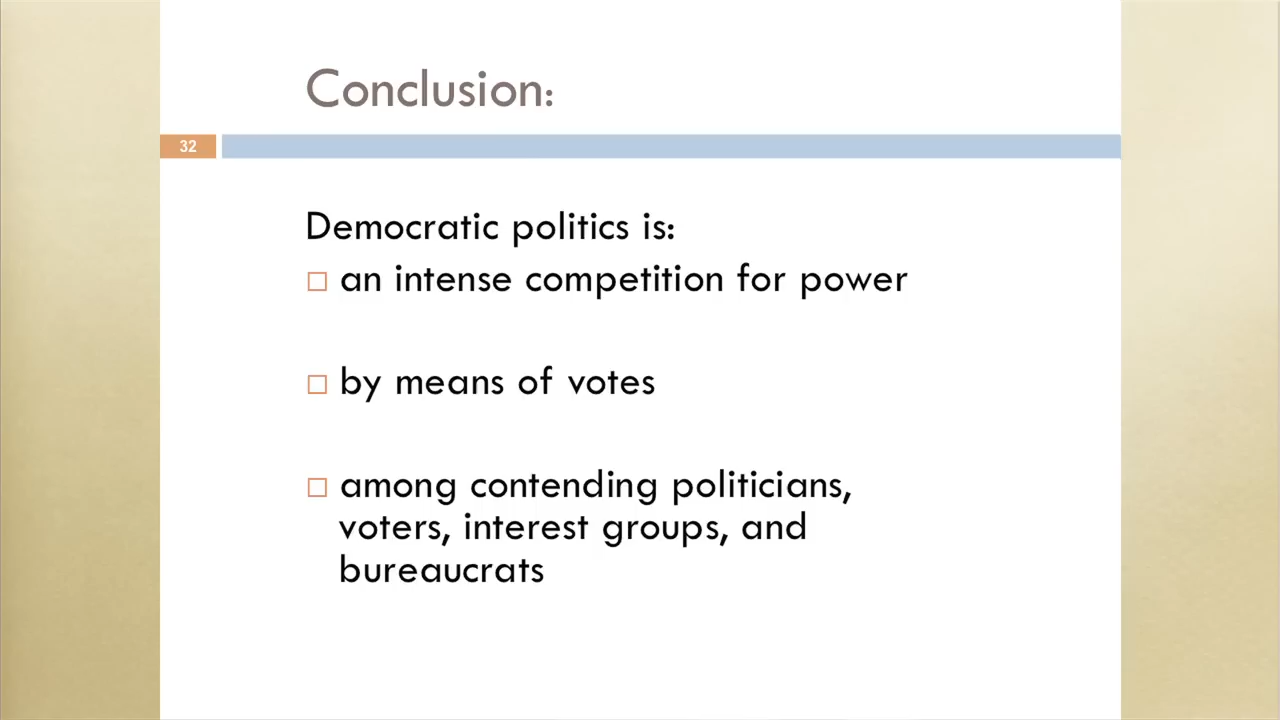 Conclusion:
32
Democratic politics is:
an intense competition for power
by means of votes
among contending politicians,
voters, interest groups, and
bureaucrats